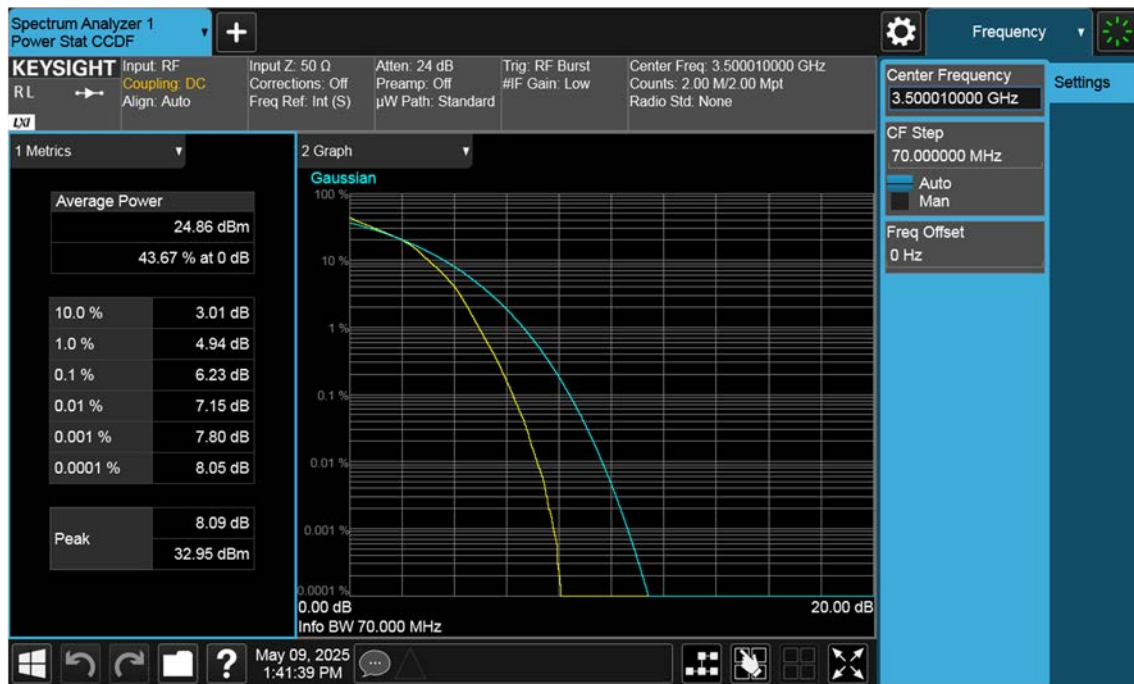 Spectrum Analyzer 1
Power Stat CCDF
+
Frequency
KEYSIGHT
RL
LXI
Input: RF
Coupling: DC
Align: Auto
Input Z: 50 Ω
Corrections: Off
Freq Ref: Int (S)
Atten: 24 dB
Preamp: Off
µW Path: Standard
Trig: RF Burst
#IF Gain: Low
Center Freq: 3.500010000 GHz
Counts: 2.00 M/2.00 Mpt
Radio Std: None
Center Frequency
3.500010000 GHz
Settings
CF Step
70.000000 MHz
Auto
Man
Freq Offset
0 Hz
1 Metrics
Average Power
24.86 dBm
43.67 % at 0 dB
10.0 % 3.01 dB
1.0 % 4.94 dB
0.1 % 6.23 dB
0.01 % 7.15 dB
0.001 % 7.80 dB
0.0001 % 8.05 dB
Peak
8.09 dB
32.95 dBm
2 Graph
Gaussian
100 %
10 %
1 %
0.1 %
0.01 %
0.001 %
0.0001 %
0.00 dB 20.00 dB
Info BW 70.000 MHz
?
May 09, 2025
1:41:39 PM